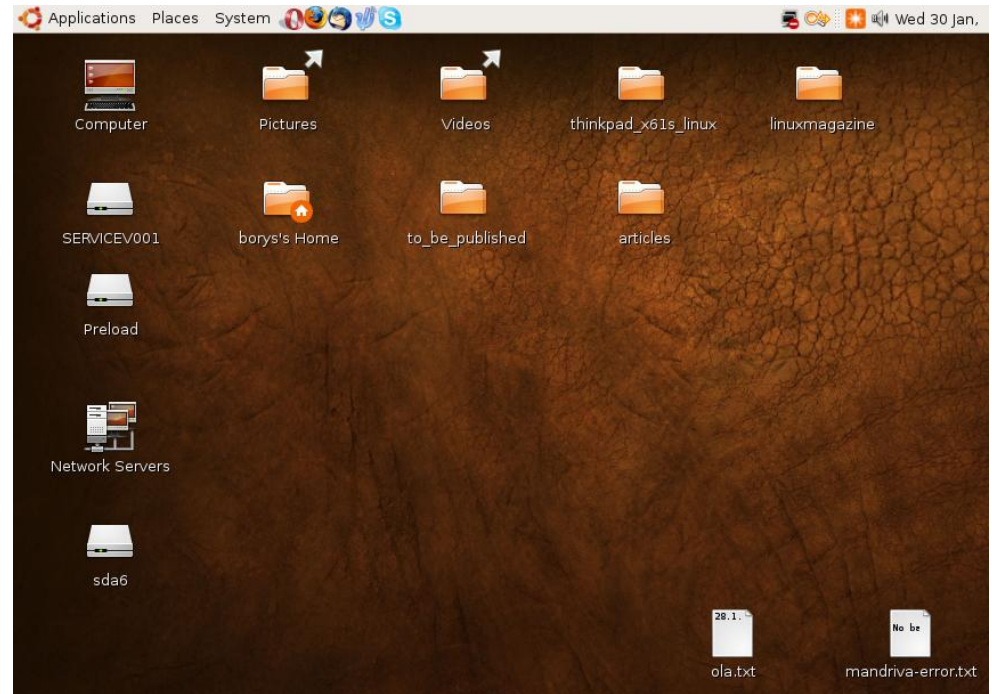 Applications Places System Wed 30 Jan,
Computer Pictures Videos thinkpad_x61s_linux linuxmagazine
SERVICEV001 borys's Home to_be_published articles
Preload
Network Servers
sda6
28.1.
No be
ola.txt mandriva-error.txt